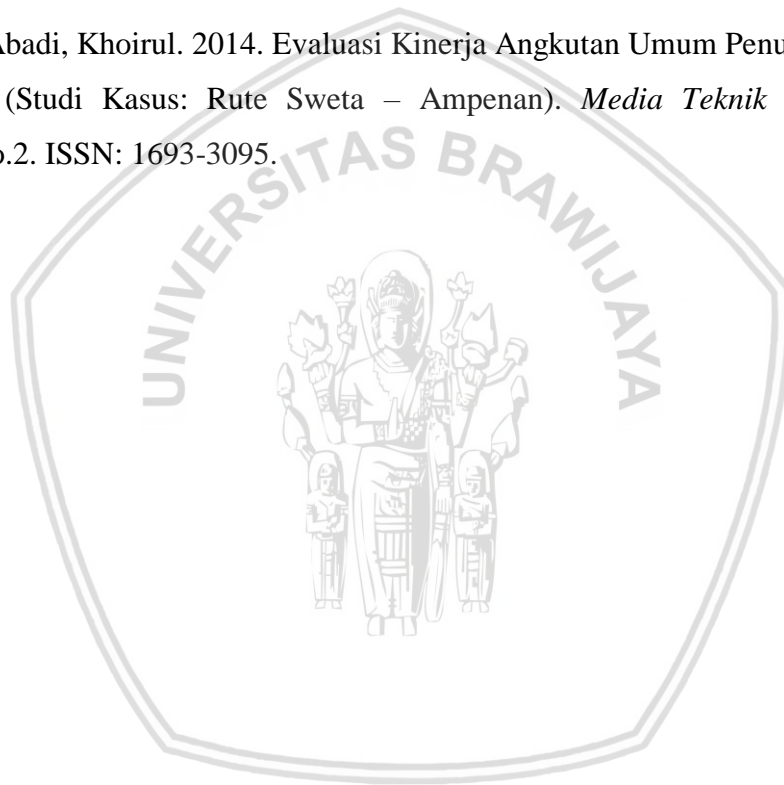 Abadi, Khoirul. 2014. Evaluasi Kinerja Angkutan Umum Penu
(Studi Kasus: Rute Sweta – Ampenan). Media Teknik
.2. ISSN: 1693-3095.
UNIVERSITAS BRAWIJAYA